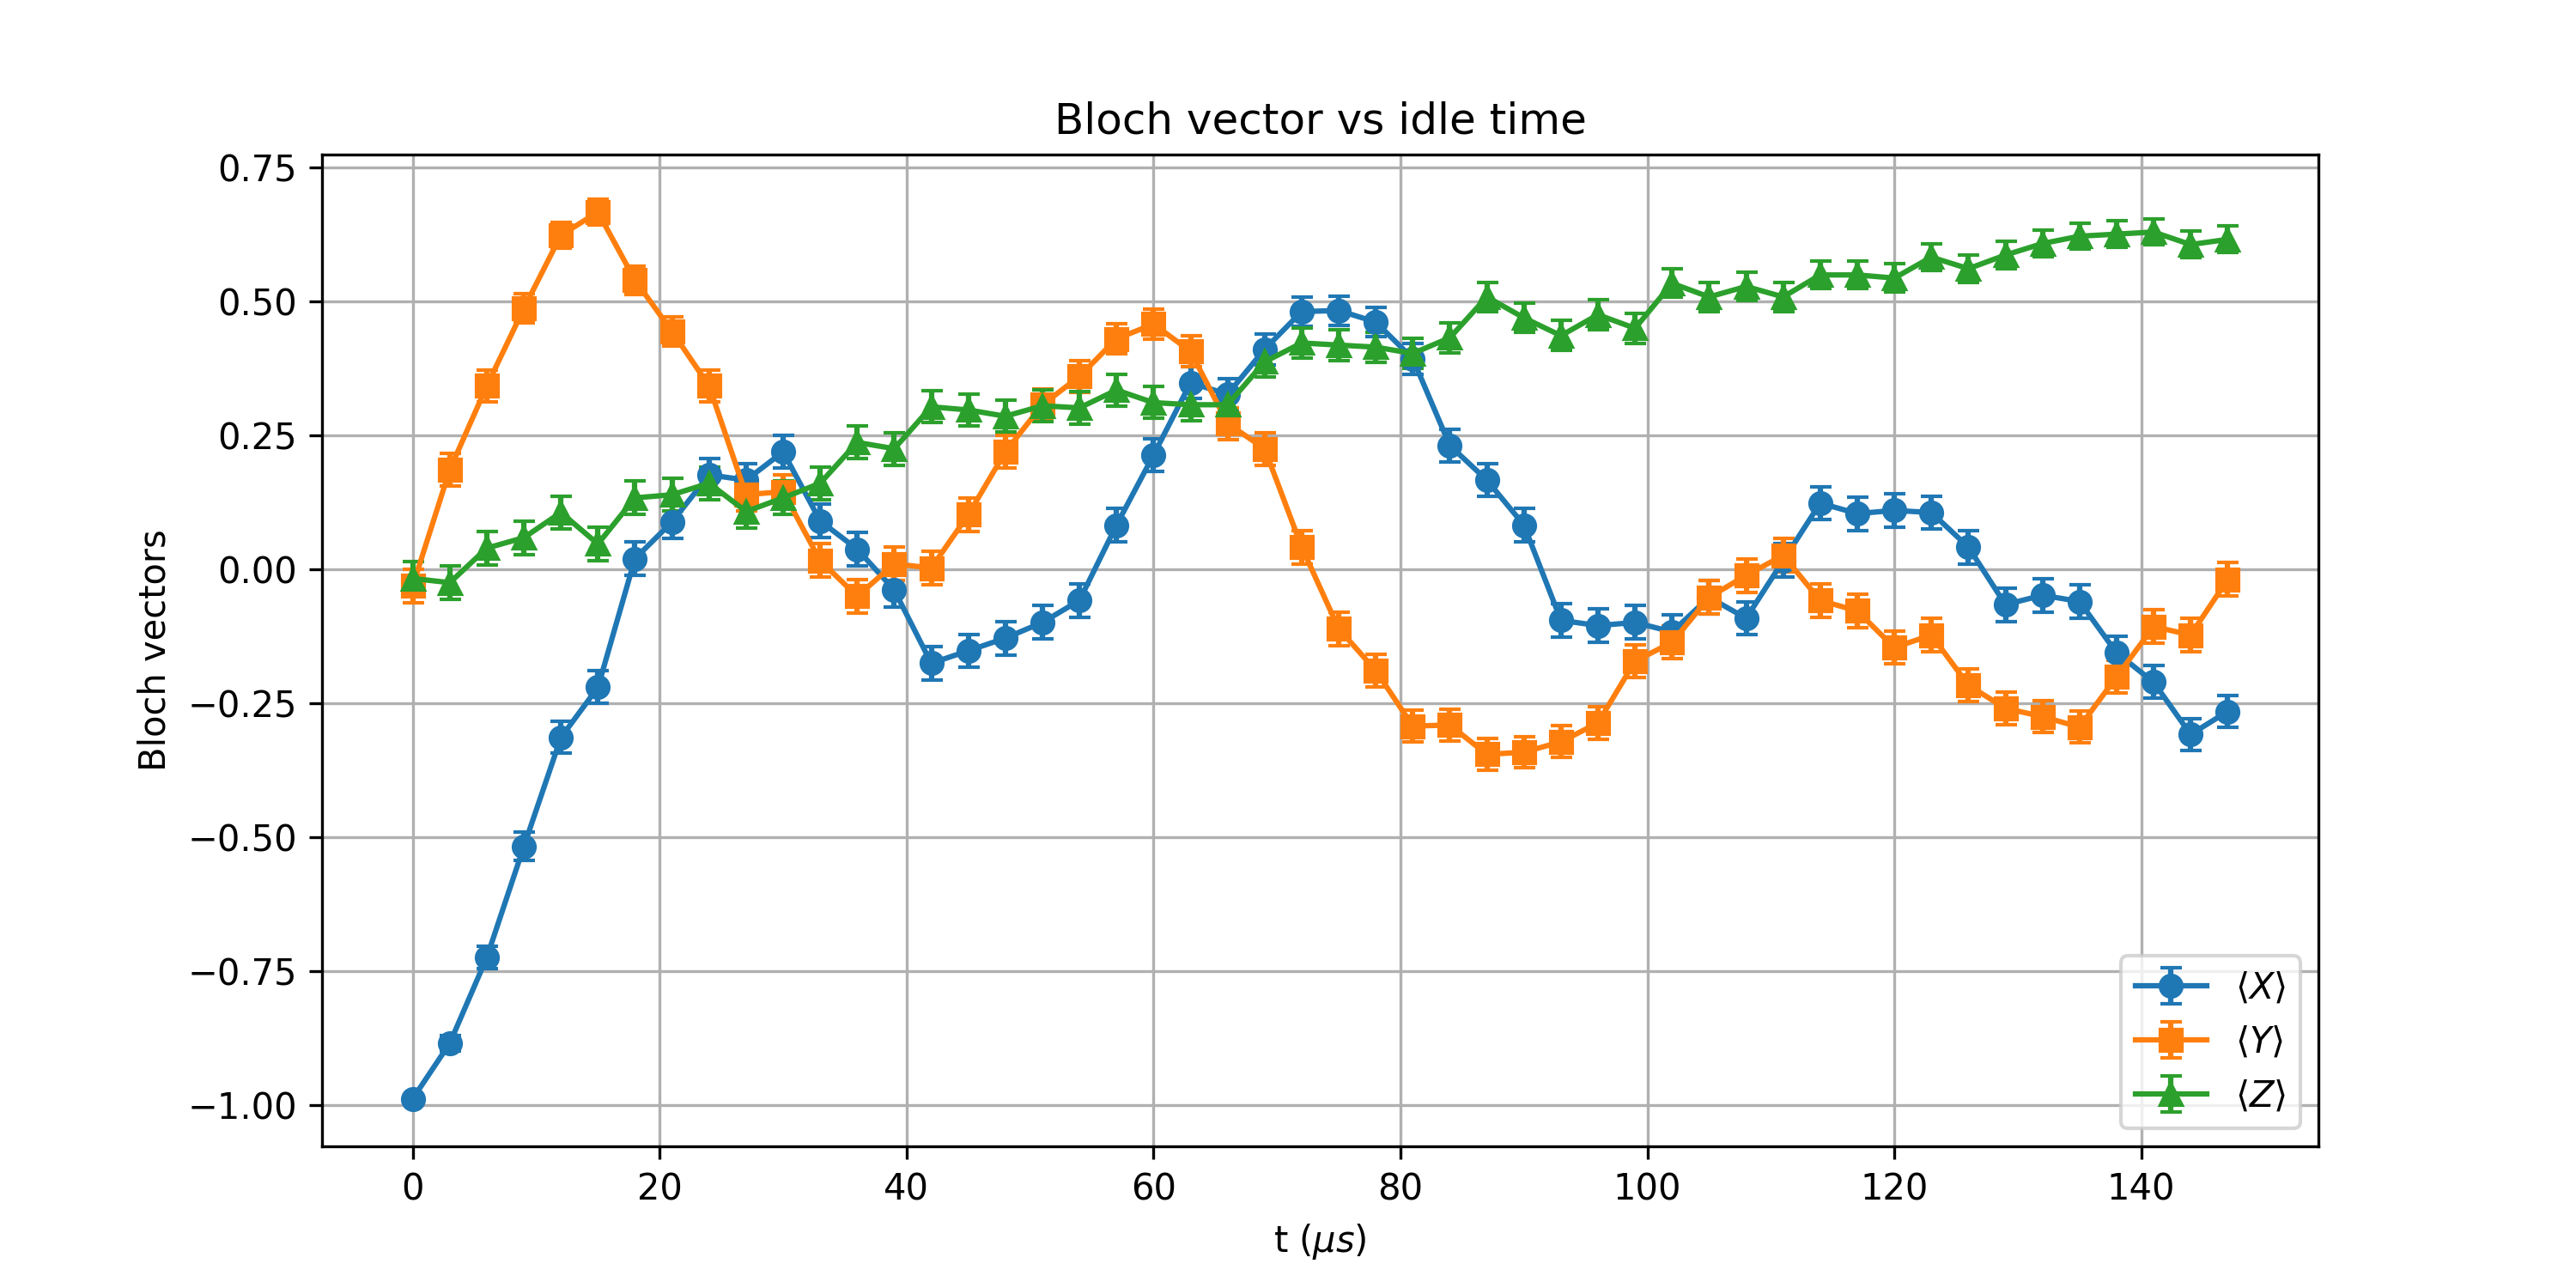 Bloch vector vs idle time
Bloch vectors
0.75
0.50
0.25
0.00
−0.25
−0.50
−0.75
−1.00
0 20 40 60 80 100 120 140
t (μs)
⟨X⟩
⟨Y⟩
⟨Z⟩